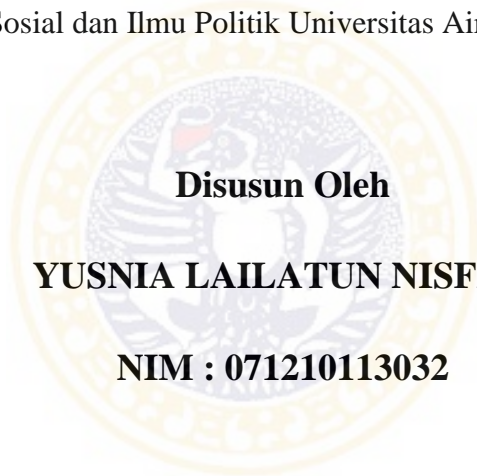 Sosial dan Ilmu Politik Universitas Air
Disusun Oleh
YUSNIA LAILATUN NISF
NIM : 071210113032